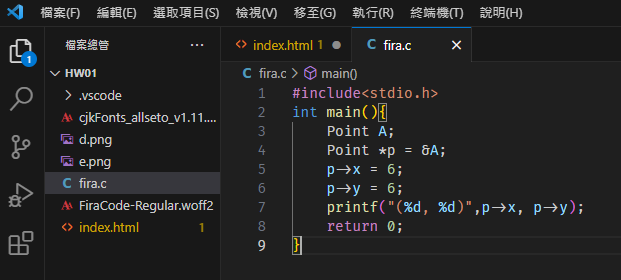 檔案(F) 編輯(E) 選取項目(S) 檢視(V) 移至(G) 執行(R) 終端機(T) 說明(H)
檔案總管 ...
index.html 1
fira.c
HW01
.vscode
cjkFonts_allseto_v1.11....
d.png
e.png
fira.c
FiraCode-Regular.woff2
index.html 1
1
fira.c > main()
1 #include<stdio.h>
2 int main(){
3 Point A;
4 Point *p = &A;
5 p->x = 6;
6 p->y = 6;
7 printf("(%d, %d)",p->x, p->y);
8 return 0;
9 }